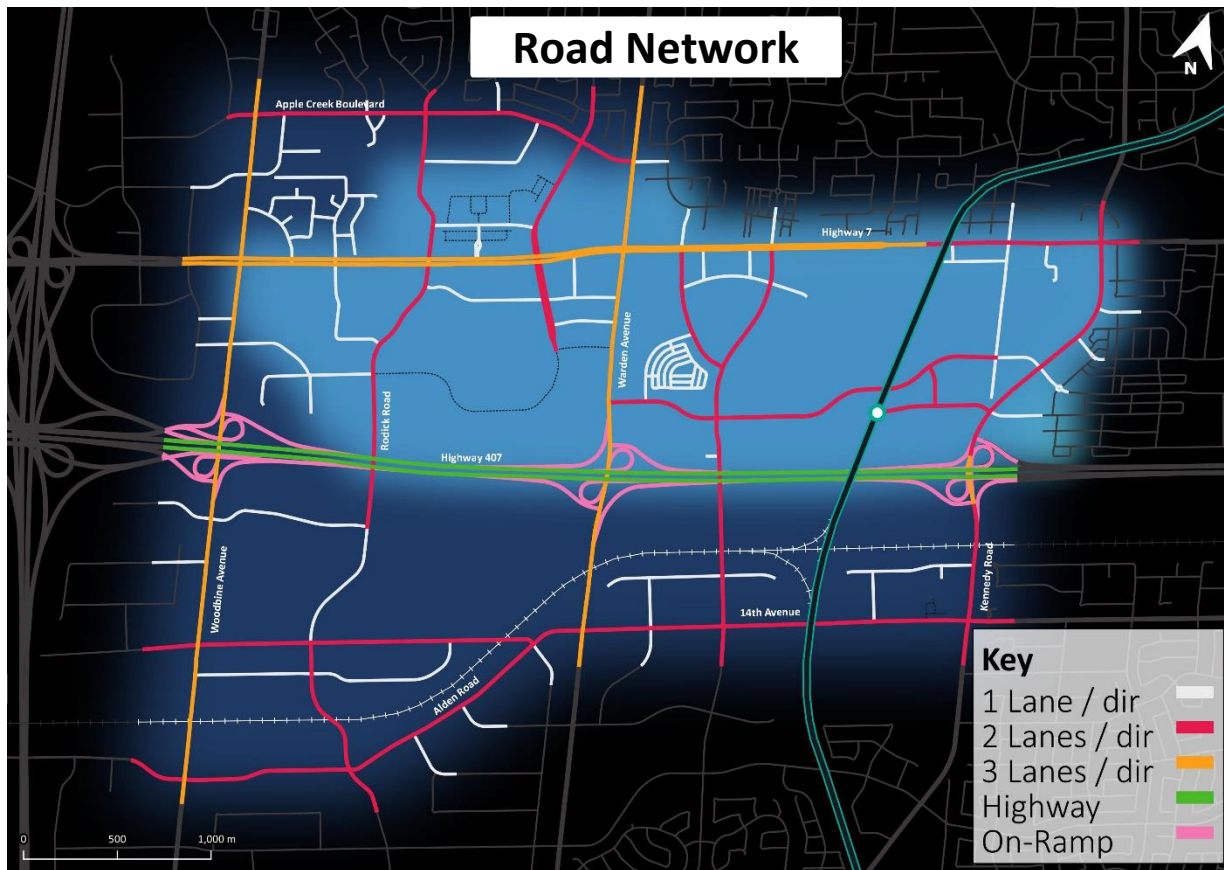 Road Network
N
Apple Creek Boulevard
Highway 7
Warden Avenue
Rodick Road
Highway 407
Woodbine Avenue
Kennedy Road
14th Avenue
Alden Road
Key
1 Lane / dir
2 Lanes / dir
3 Lanes / dir
Highway
On-Ramp
0 500 1,000 m